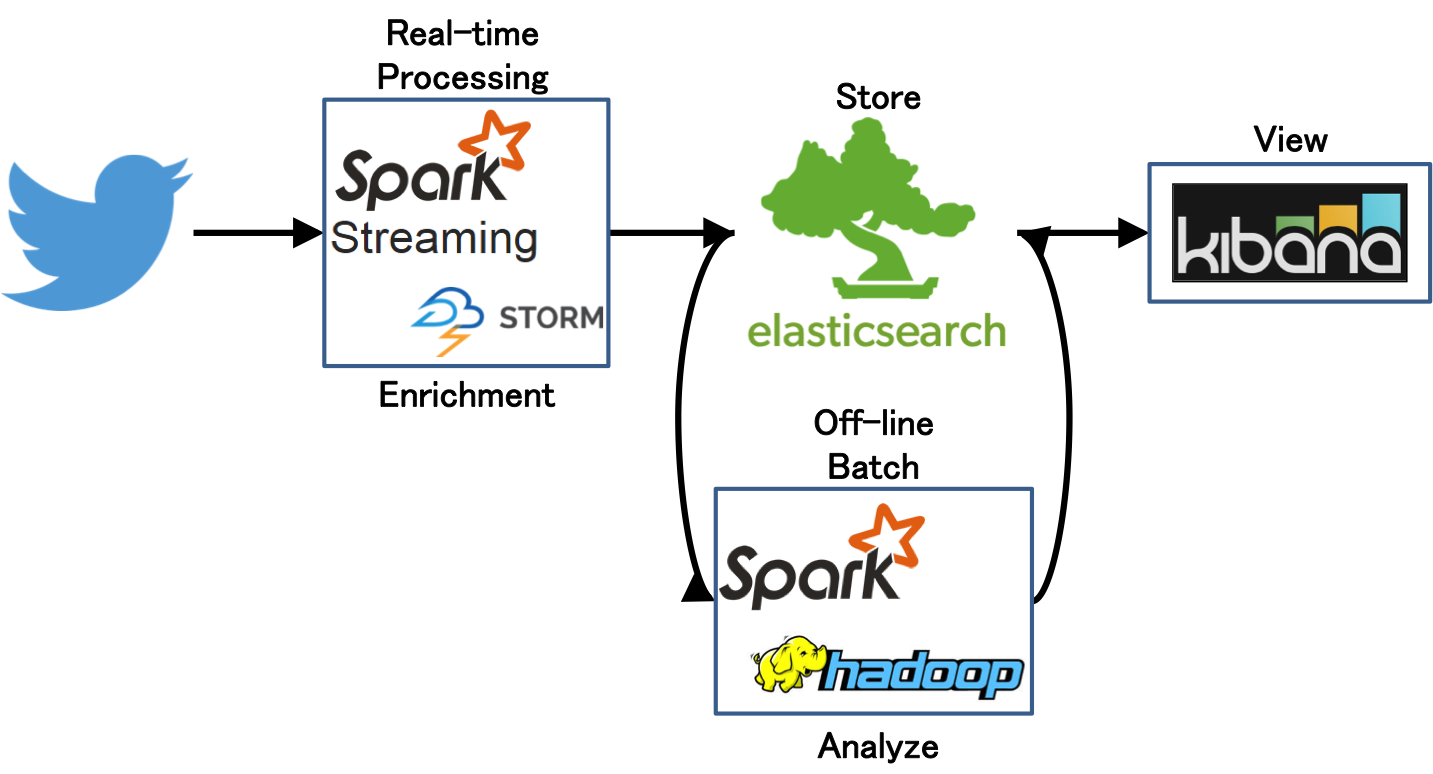 Real-time
Processing
Spark
Streaming
STORM
Enrichment
Store
elasticsearch
View
kibana
Off-line
Batch
Spark
hadoop
Analyze